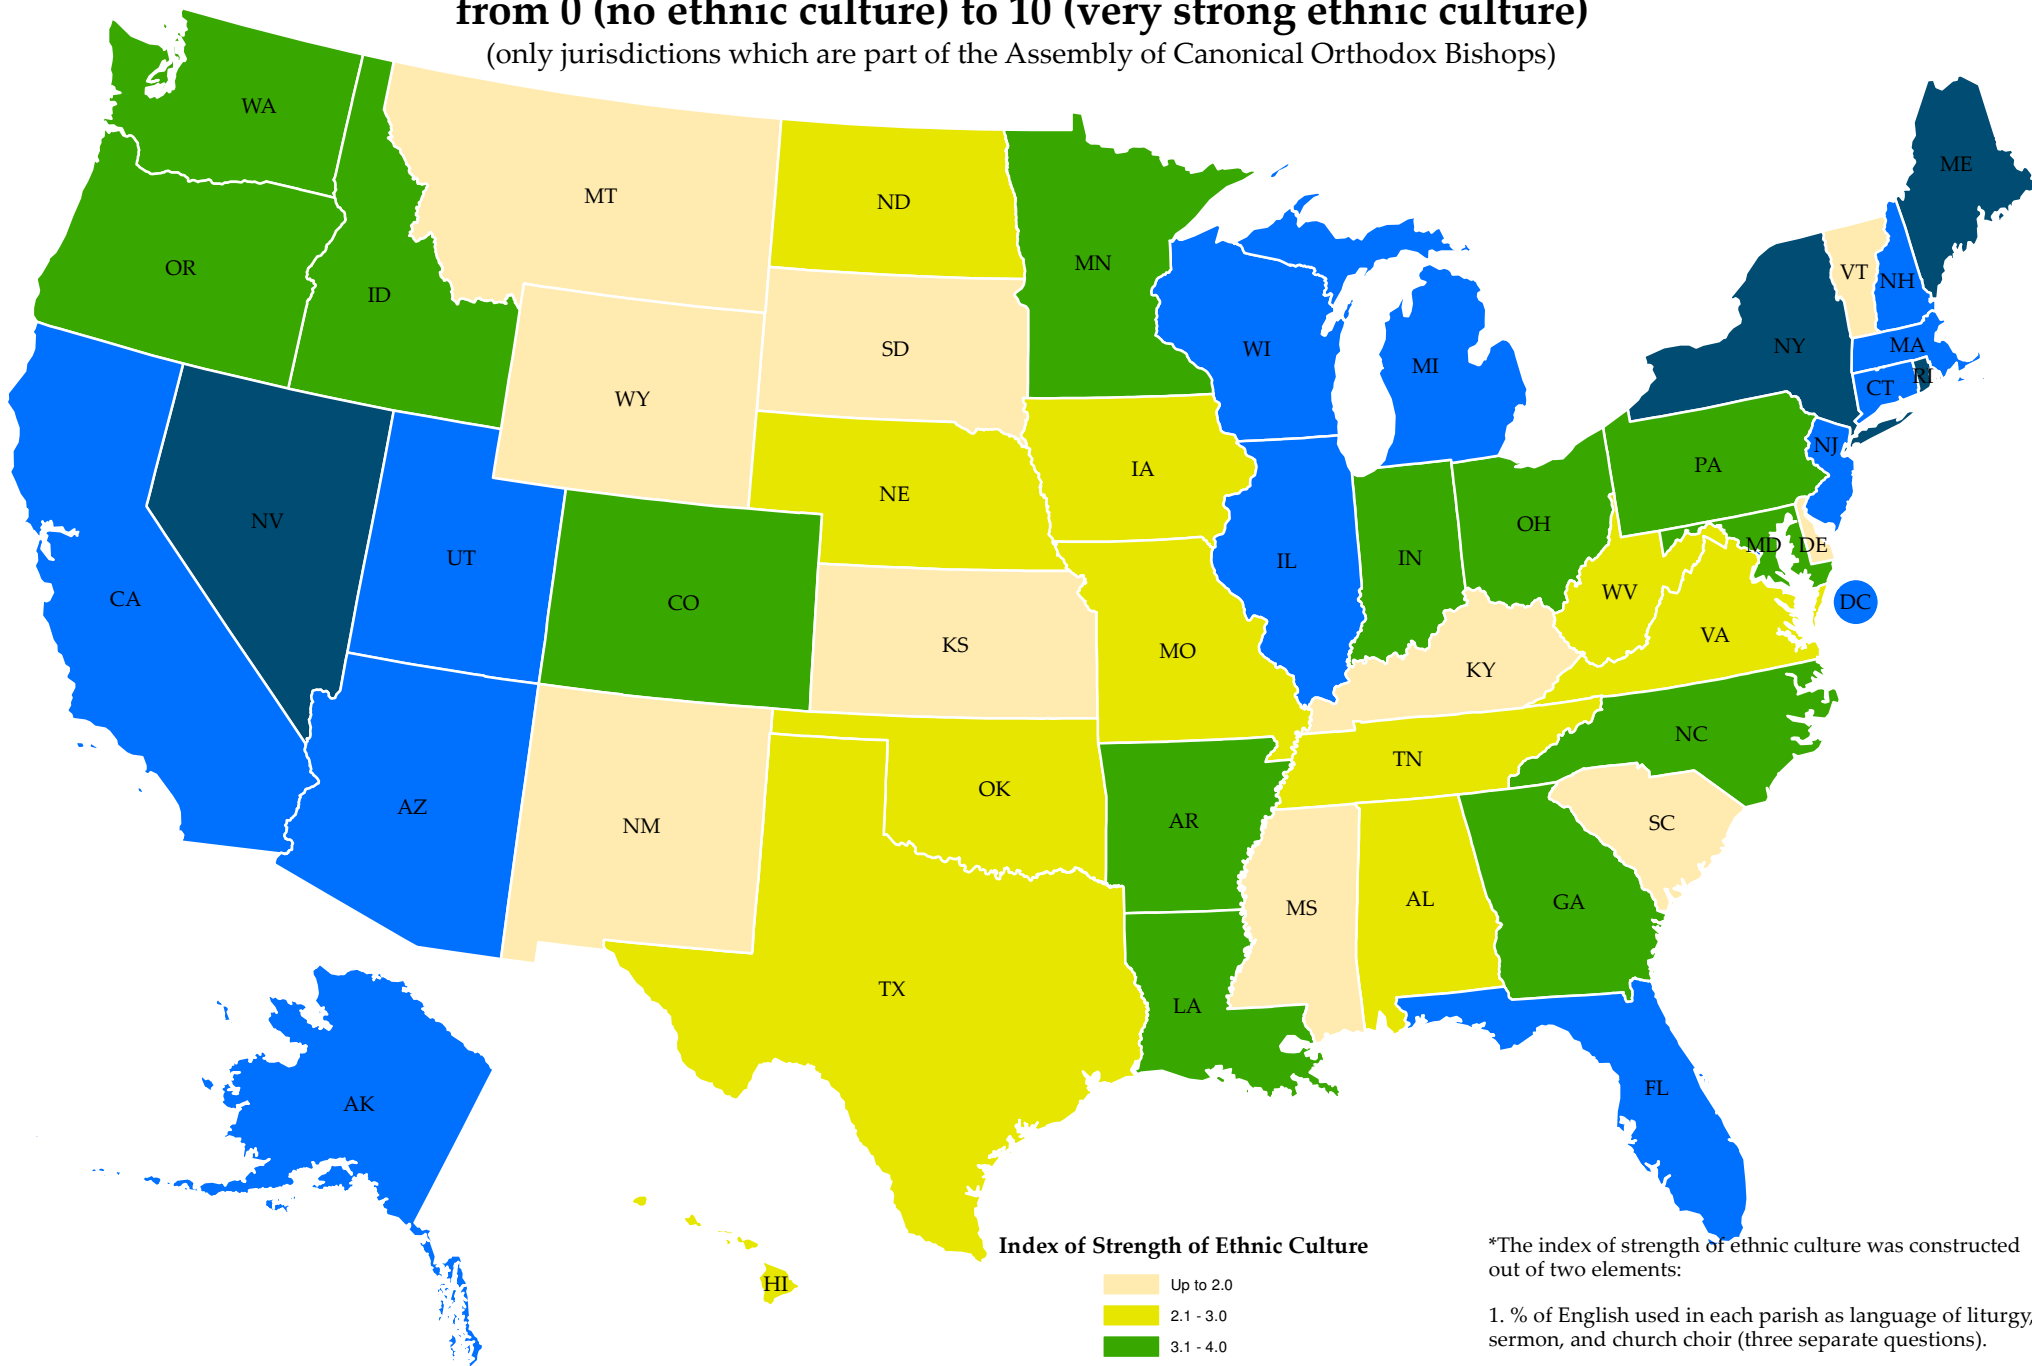 from 0 (no ethnic culture) to 10 (very strong ethnic culture)
(only jurisdictions which are part of the Assembly of Canonical Orthodox Bishops)
WA
ME
MT
ND
OR
MN
VT
NH
ID
NY
MA
WI
SD
MI
RI
CT
WY
NJ
PA
IA
NE
NV
OH
MD
DE
UT
IN
IL
WV
CA
CO
DC
VA
KS
MO
KY
NC
TN
OK
AZ
AR
SC
NM
AL
GA
MS
TX
LA
FL
AK
HI
Index of Strength of Ethnic Culture
Up to 2.0
2.1 - 3.0
3.1 - 4.0
*The index of strength of ethnic culture was constructed
out of two elements:
1. % of English used in each parish as language of liturgy,
sermon, and church choir (three separate questions).